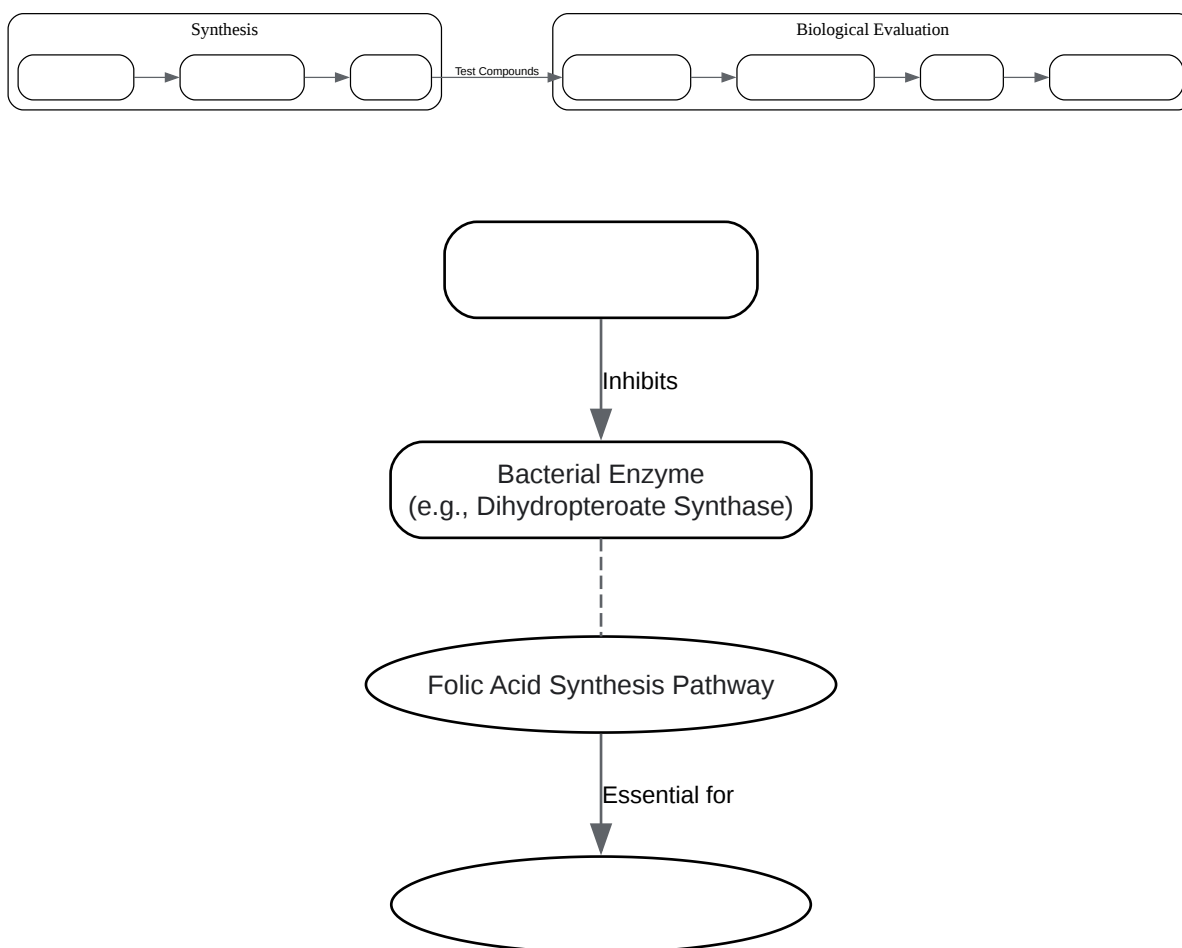 Synthesis
Biological Evaluation
Test Compounds
Inhibits
Bacterial Enzyme
(e.g., Dihydropteroate Synthase)
Folic Acid Synthesis Pathway
Essential for